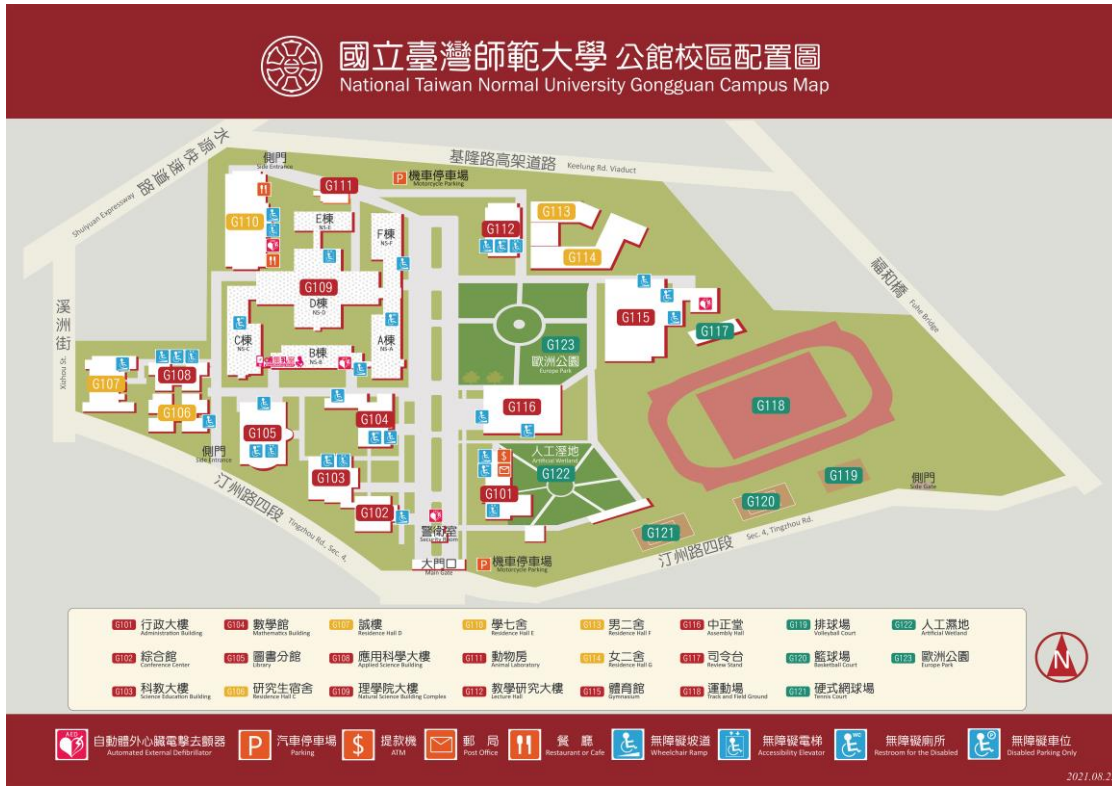 國立臺灣師範大學 公館校區配置圖
National Taiwan Normal University Gongguan Campus Map
水源快速道路
Shuiyuan Expressway
側門
Side Entrance
基隆路高架道路 Keelung Rd. Viaduct
P 機車停車場
Motorcycle Parking
福和橋
Fuhe Bridge
溪洲街
Xizhou St.
G111
G110
E棟
NS-E
F棟
NS-F
G112
G113
G114
G109
D棟
NS-D
C棟
NS-C
B棟
NS-B
A棟
NS-A
G115
G117
G123
歐洲公園
Europe Park
G107
G108
G106
G105
G104
G116
G118
人工溼地
Artificial Wetland
G122
G103
G102
$
G101
G119
G120
G121
側門
Side Entrance
側門
Side Gate
汀州路四段 Tingzhou Rd., Sec. 4,
汀州路四段 Sec. 4, Tingzhou Rd.
警衛室
Security Room
大門口
Main Gate
P 機車停車場
Motorcycle Parking
G101 行政大樓 G104 數學館 G107 誠樓 G110 學七舍 G113 男二舍 G116 中正堂 G119 排球場 G122 人工濕地
Administration Building Mathematics Building Residence Hall D Residence Hall E Residence Hall F Assembly Hall Volleyball Court Artificial Wetland
G102 綜合館 G105 圖書分館 G108 應用科學大樓 G111 動物房 G114 女二舍 G117 司令台 G120 籃球場 G123 歐洲公園
Conference Center Library Applied Science Building Animal Laboratory Residence Hall G Review Stand Basketball Court Europe Park
G103 科教大樓 G106 研究生宿舍 G109 理學院大樓 G112 教學研究大樓 G115 體育館 G118 運動場 G121 硬式網球場
Science Education Building Residence Hall C Natural Science Building Complex Lecture Hall Gymnasium Track and Field Ground Tennis Court
N
AED 自動體外心臟電擊去顫器 P 汽車停車場 $ 提款機 郵局 餐廳 無障礙坡道 無障礙電梯 WC 無障礙廁所 P 無障礙車位
Automated External Defibrillator Parking ATM Post Office Restaurant or Cafe Wheelchair Ramp Accessibility Elevator Restroom for the Disabled Disabled Parking Only